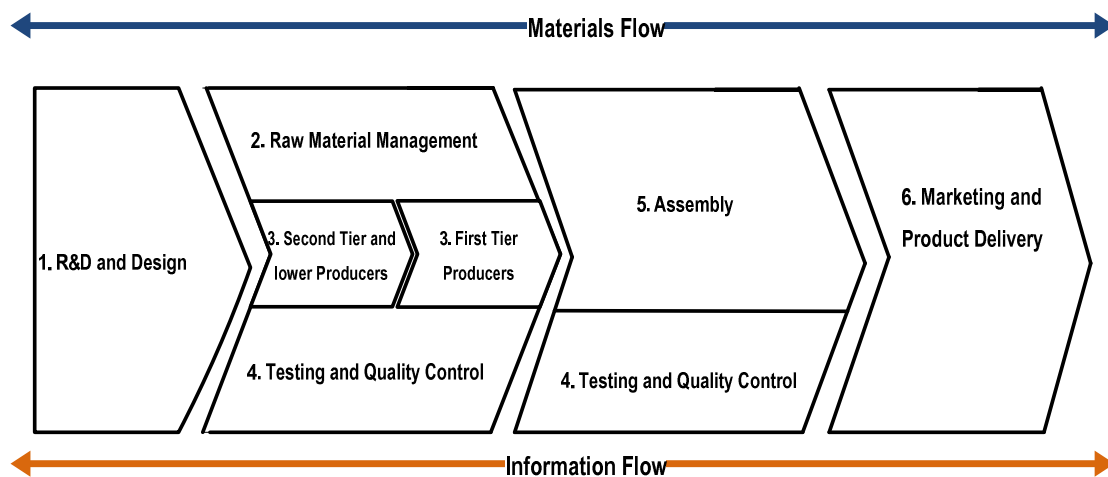 Materials Flow
1. R&D and Design
2. Raw Material Management
3. Second Tier and
lower Producers
3. First Tier
Producers
4. Testing and Quality Control
5. Assembly
4. Testing and Quality Control
6. Marketing and
Product Delivery
Information Flow